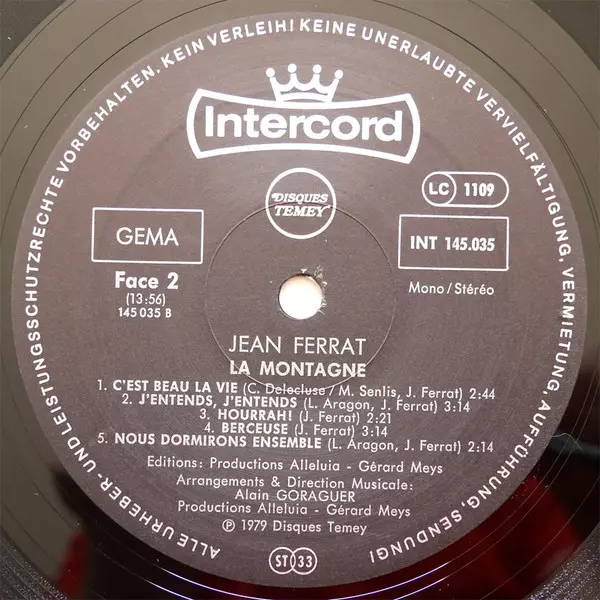 ALLE URHEBER- UND LEISTUNGSSCHUTZRECHTE VORBEHALTEN. KEIN VERLEIH! KEINE UNERLAUBTE VERVIELFÄLTIGUNG, VERMIETUNG, AUFFÜHRUNG, SENDUNG!
Intercord
DISQUES
TEMEY
LC 1109
GEMA
INT 145.035
Face 2
(13:56)
145 035 B
Mono/Stéréo
JEAN FERRAT
LA MONTAGNE
1. C'EST BEAU LA VIE (C. Delecluse/M. Senlis, J. Ferrat) 2:44
2. J'ENTENDS, J'ENTENDS (L. Aragon, J. Ferrat) 3:14
3. HOURRAH! (J. Ferrat) 2:21
4. BERCEUSE (J. Ferrat) 3:14
5. NOUS DORMIRONS ENSEMBLE (L. Aragon, J. Ferrat) 2:14
Editions: Productions Alleluia - Gérard Meys
Arrangements & Direction Musicale:
Alain GORAGUER
Productions Alleluia - Gérard Meys
℗ 1979 Disques Temey
ST 33